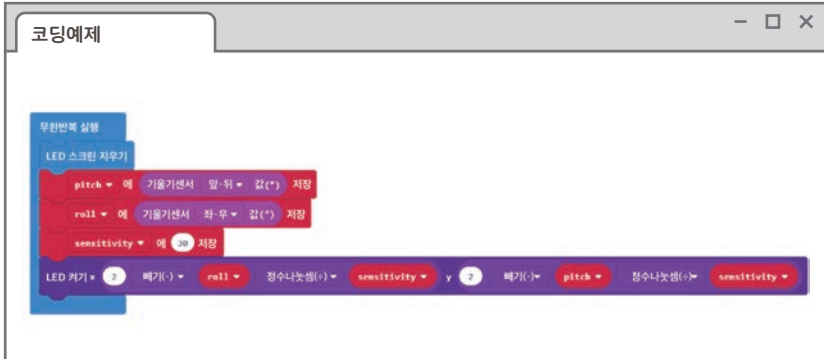 코딩예제
무한반복 실행
LED 스크린 지우기
pitch 에 기울기센서 앞-뒤 값(°) 저장
roll 에 기울기센서 좌-우 값(°) 저장
sensitivity 에 30 저장
LED 켜기 × 2 빼기(-) roll 정수나눗셈(÷) sensitivity y 2 빼기(-) pitch 정수나눗셈(÷) sensitivity